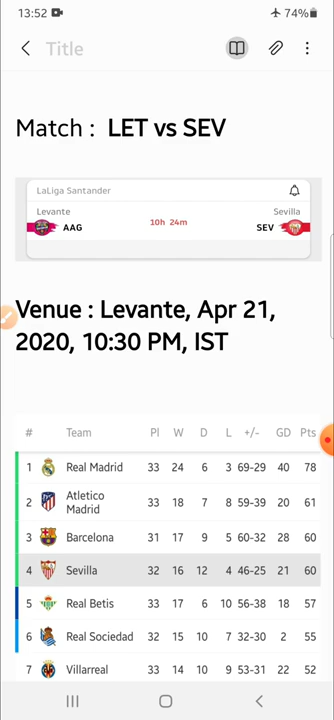 13:52 74%
Title
Match : LET vs SEV
LaLiga Santander
Levante Sevilla
AAG 10h 24m SEV
Venue : Levante, Apr 21,
2020, 10:30 PM, IST
# Team Pl W D L +/- GD Pts
1 Real Madrid 33 24 6 3 69-29 40 78
2 Atletico Madrid 33 18 7 8 59-39 20 61
3 Barcelona 31 17 9 5 60-32 28 60
4 Sevilla 32 16 12 4 46-25 21 60
5 Real Betis 33 17 6 10 56-38 18 57
6 Real Sociedad 32 15 10 7 32-30 2 55
7 Villarreal 33 14 10 9 53-31 22 52